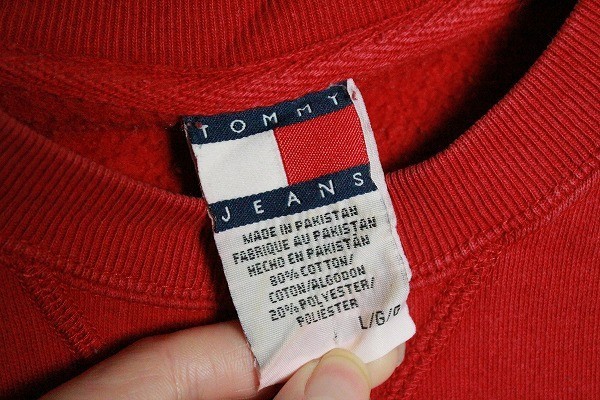 TOMMY
JEANS
MADE IN PAKISTAN
FABRIQUE AU PAKISTAN
HECHO EN PAKISTAN
80% COTTON/
COTON/ALGODON
20% POLYESTER/
POLIESTER
L/G/G